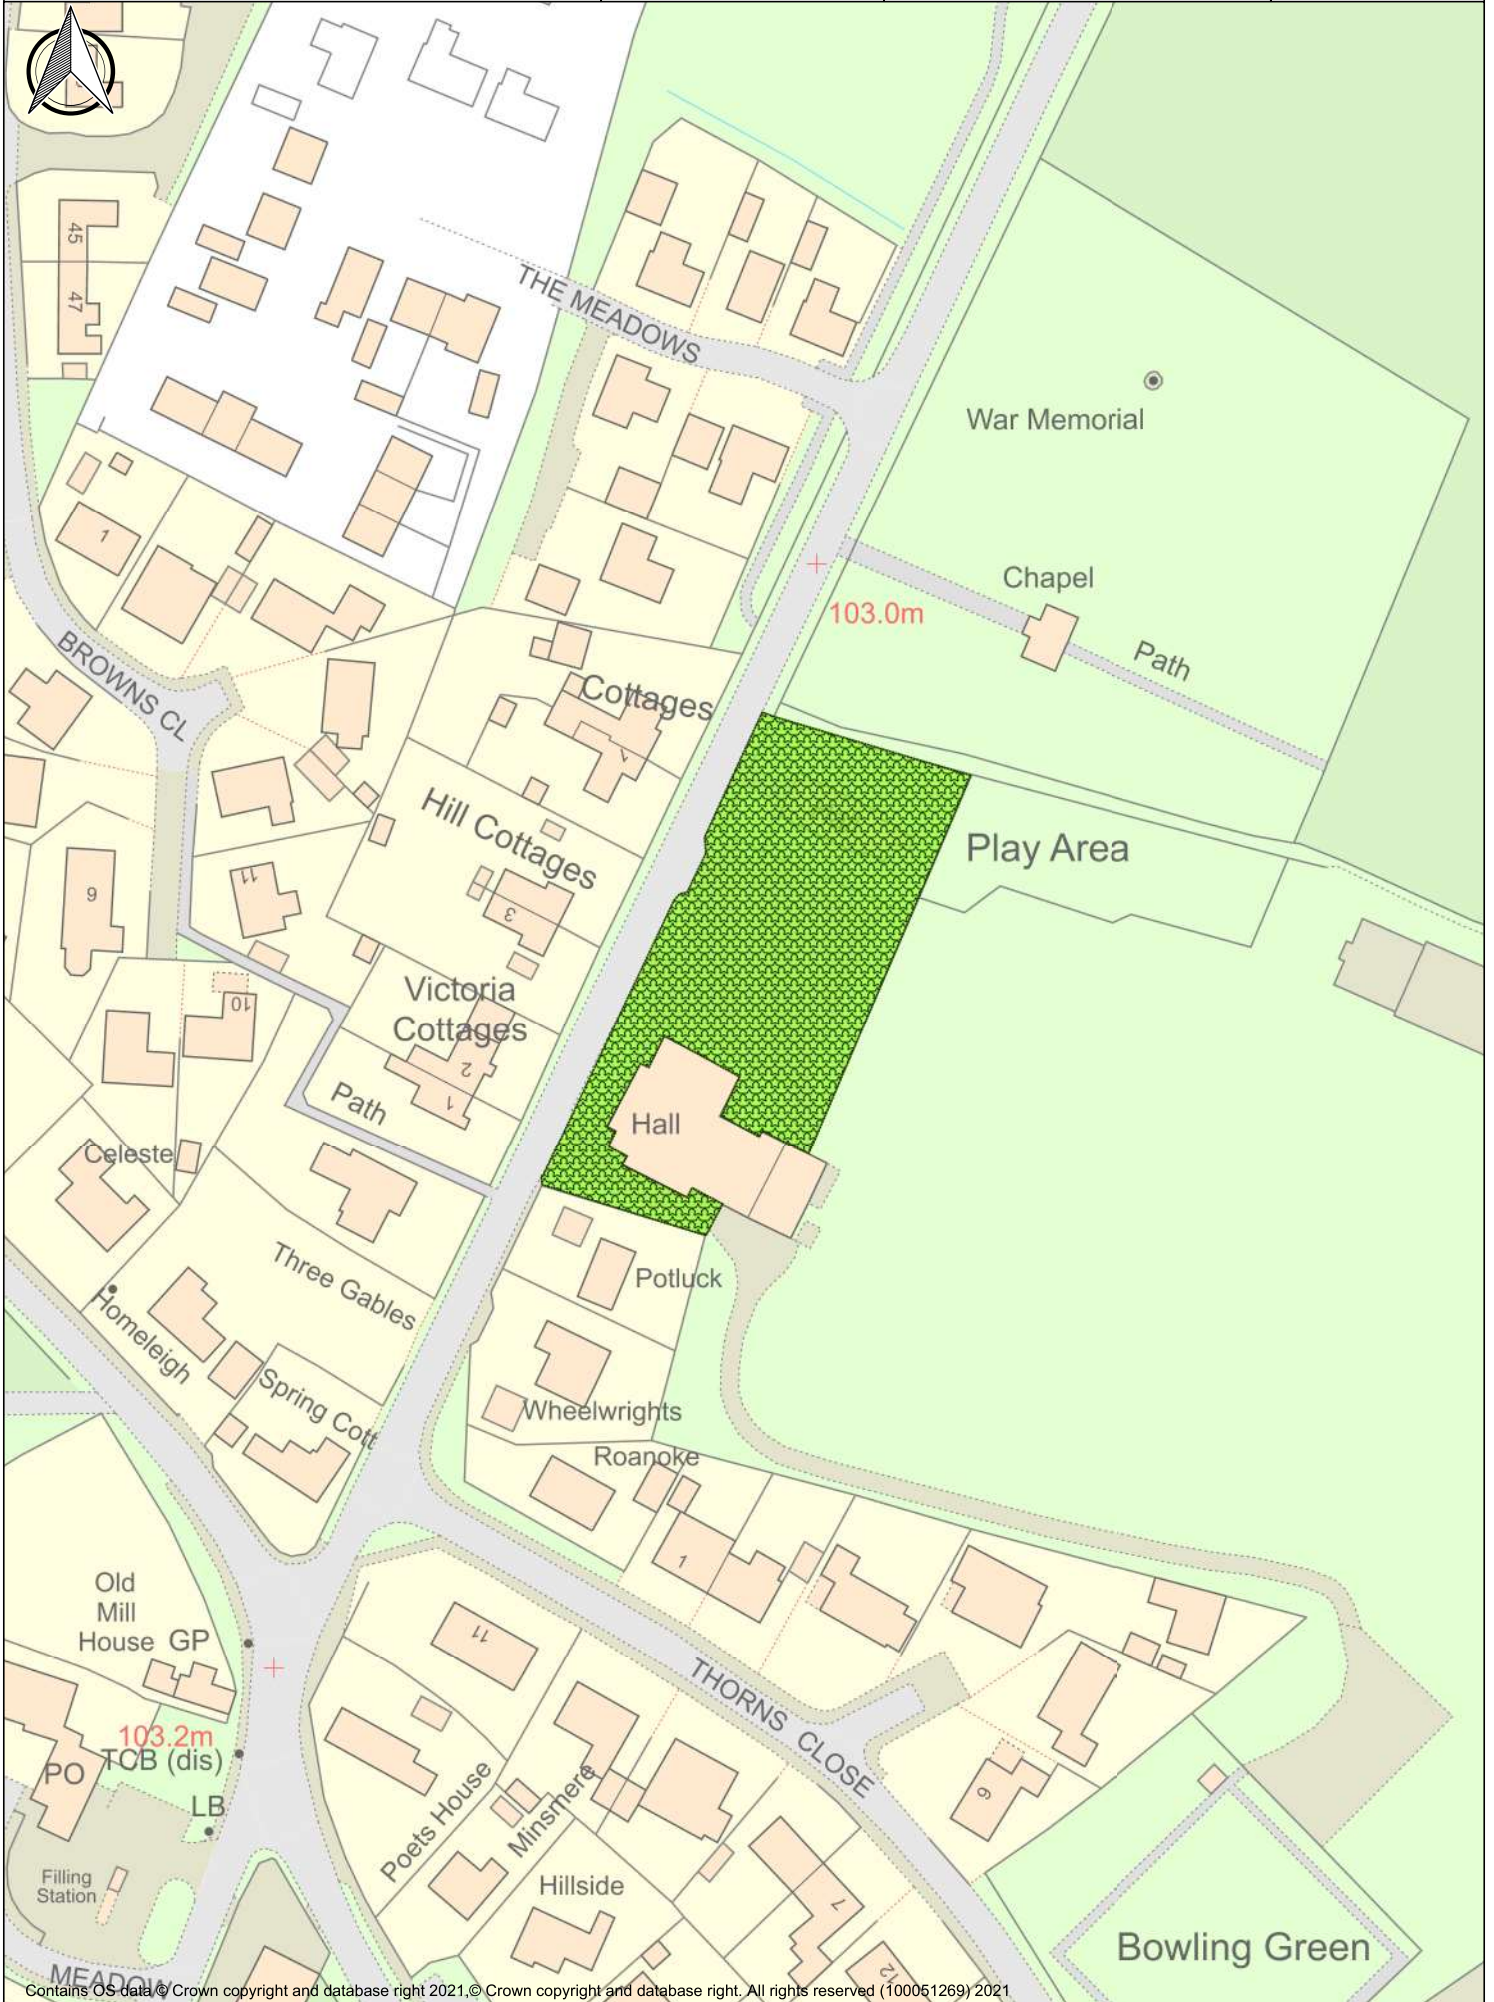 45
47
THE MEADOWS
War Memorial
1
Chapel
103.0m
Path
BROWNS CL
Cottages
1
Hill Cottages
Play Area
11
9
3
Victoria
Cottages
10
2
1
Path
Hall
Celeste
Three Gables
Potluck
Homeleigh
Spring Cott
Wheelwrights
Roanoke
1
Old
Mill
House
GP
11
THORNS CLOSE
103.2m
TCB (dis)
PO
LB
Poets House
Minsmere
9
Filling
Station
Hillside
7
12
Bowling Green
MEADOW
Contains OS data © Crown copyright and database right 2021,© Crown copyright and database right. All rights reserved (100051269) 2021